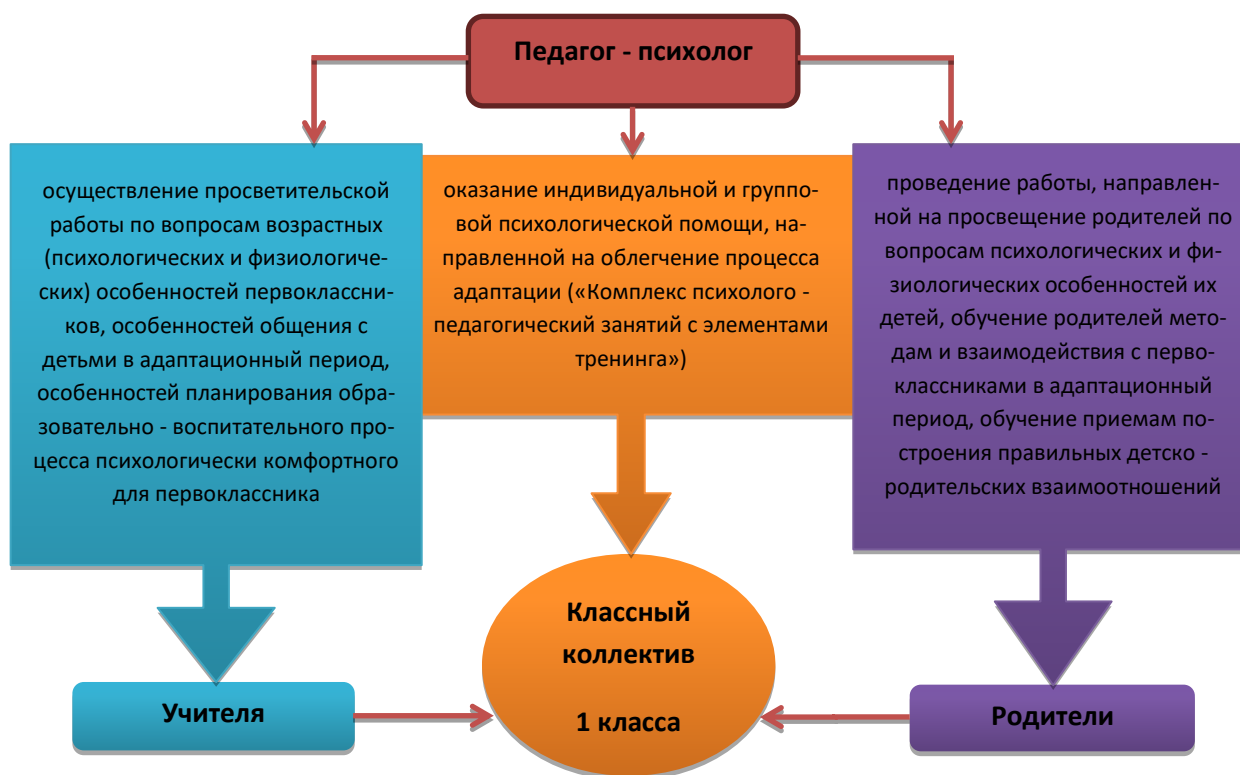 Педагог - психолог
осуществление просветительской
работы по вопросам возрастных
(психологических и физиологиче-
ских) особенностей первоклассни-
ков, особенностей общения с
детьми в адаптационный период,
особенностей планирования обра-
зовательно - воспитательного про-
цесса психологически комфортного
для первоклассника
оказание индивидуальной и группо-
вой психологической помощи, на-
правленной на облегчение процесса
адаптации («Комплекс психолого -
педагогический занятий с элементами
тренинга»)
проведение работы, направлен-
ной на просвещение родителей по
вопросам психологических и фи-
зиологических особенностей их
детей, обучение родителей мето-
дам и взаимодействия с перво-
классниками в адаптационный
период, обучение приемам по-
строения правильных детско -
родительских взаимоотношений
Учителя
Классный
коллектив
1 класса
Родители